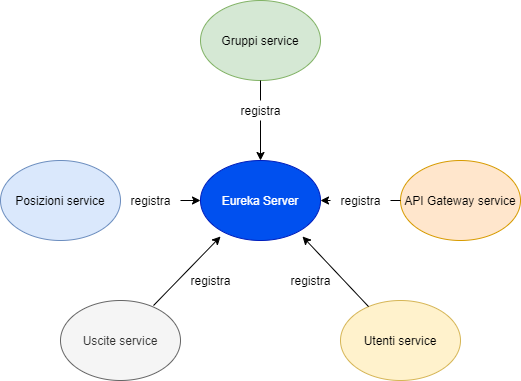 Gruppi service
registra
Posizioni service
registra
Eureka Server
registra
API Gateway service
registra
registra
Uscite service
Utenti service